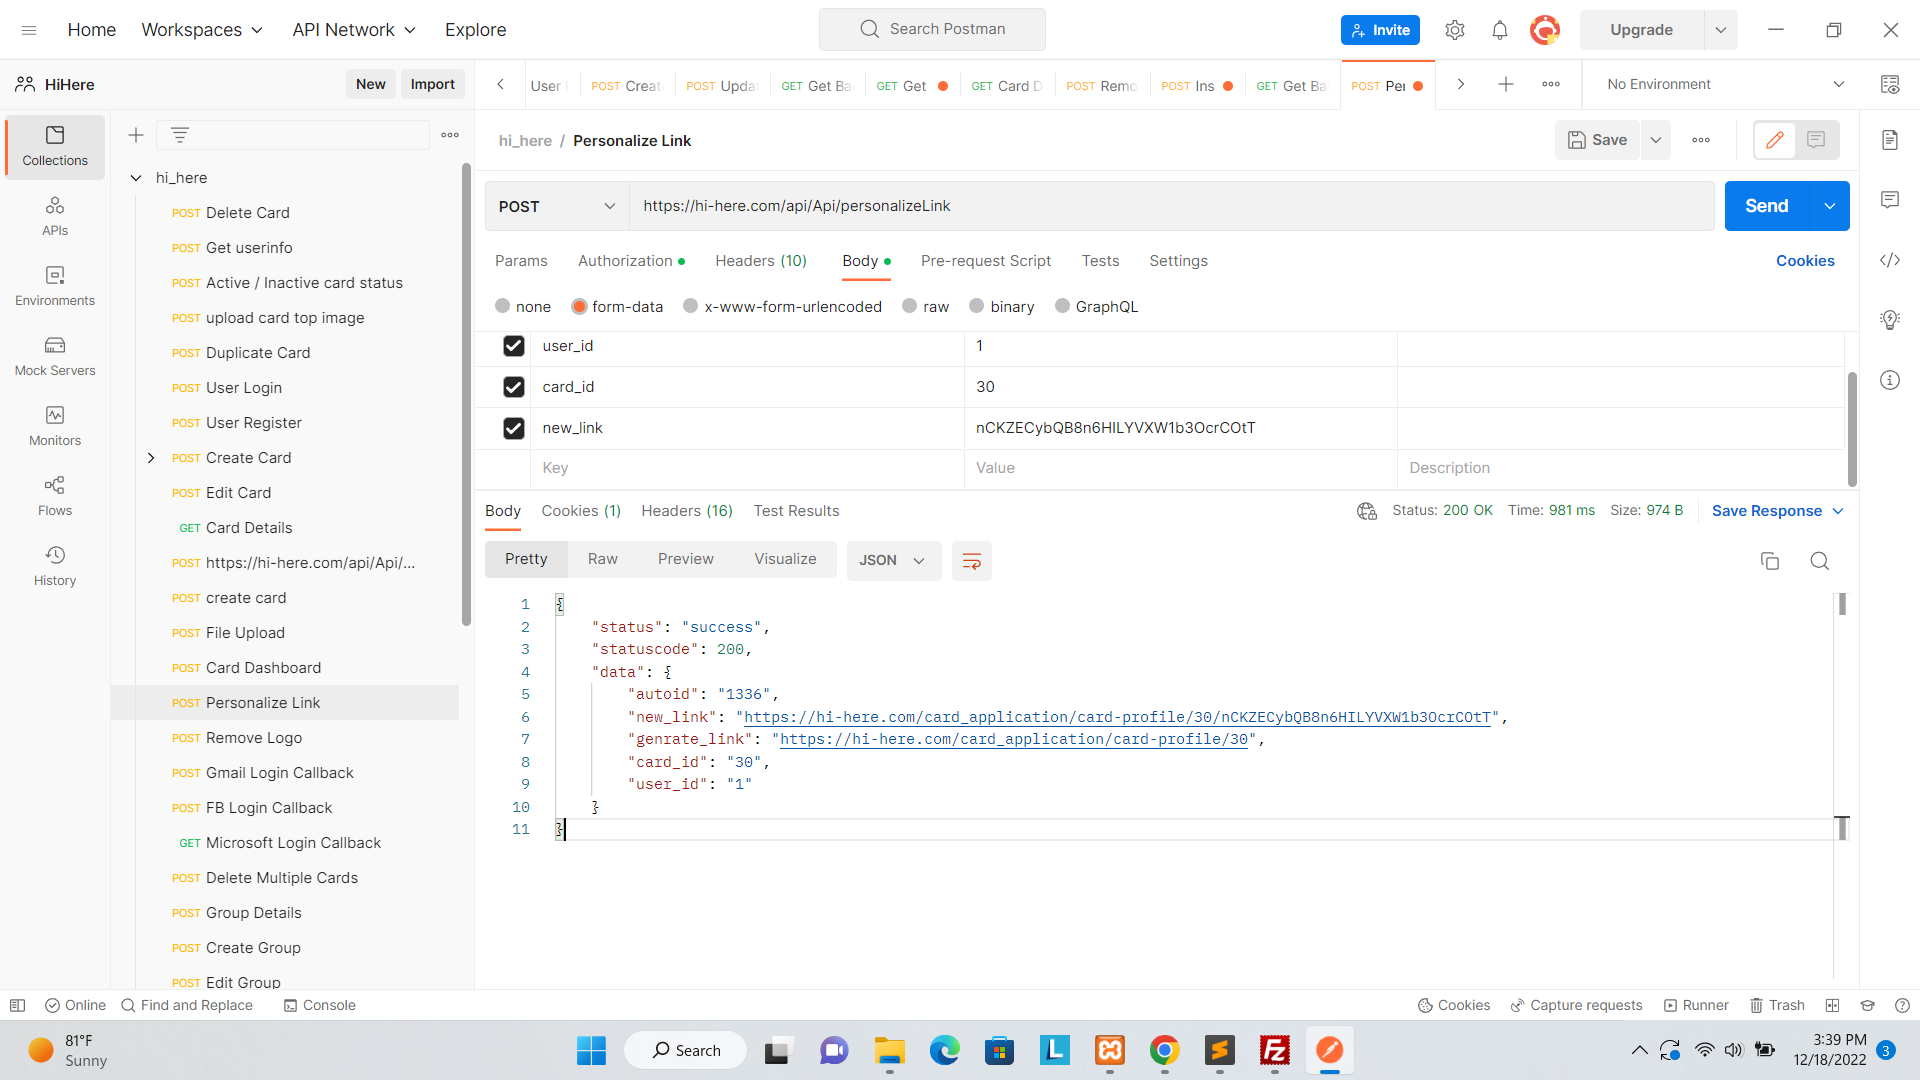 Home Workspaces API Network Explore Search Postman Invite Upgrade
HiHere New Import User POST Creat POST Upda GET Get Ba GET Get GET Card D POST Remo POST Ins GET Get Ba POST Per No Environment
Collections
APIs
Environments
Mock Servers
Monitors
Flows
History
hi_here
POST Delete Card
POST Get userinfo
POST Active / Inactive card status
POST upload card top image
POST Duplicate Card
POST User Login
POST User Register
POST Create Card
POST Edit Card
GET Card Details
POST https://hi-here.com/api/Api/...
POST create card
POST File Upload
POST Card Dashboard
POST Personalize Link
POST Remove Logo
POST Gmail Login Callback
POST FB Login Callback
GET Microsoft Login Callback
POST Delete Multiple Cards
POST Group Details
POST Create Group
POST Edit Group
hi_here / Personalize Link Save
POST https://hi-here.com/api/Api/personalizeLink Send
Params Authorization Headers (10) Body Pre-request Script Tests Settings Cookies
none form-data x-www-form-urlencoded raw binary GraphQL
user_id 1
card_id 30
new_link nCKZECybQB8n6HILYVXW1b3OcrCOtT
Key Value Description
Body Cookies (1) Headers (16) Test Results Status: 200 OK Time: 981 ms Size: 974 B Save Response
Pretty Raw Preview Visualize JSON
1 {
2 "status": "success",
3 "statuscode": 200,
4 "data": {
5 "autoid": "1336",
6 "new_link": "https://hi-here.com/card_application/card-profile/30/nCKZECybQB8n6HILYVXW1b3OcrCOtT",
7 "genrate_link": "https://hi-here.com/card_application/card-profile/30",
8 "card_id": "30",
9 "user_id": "1"
10 }
11 }
Online Find and Replace Console Cookies Capture requests Runner Trash
81°F
Sunny
Search
3:39 PM
12/18/2022 3